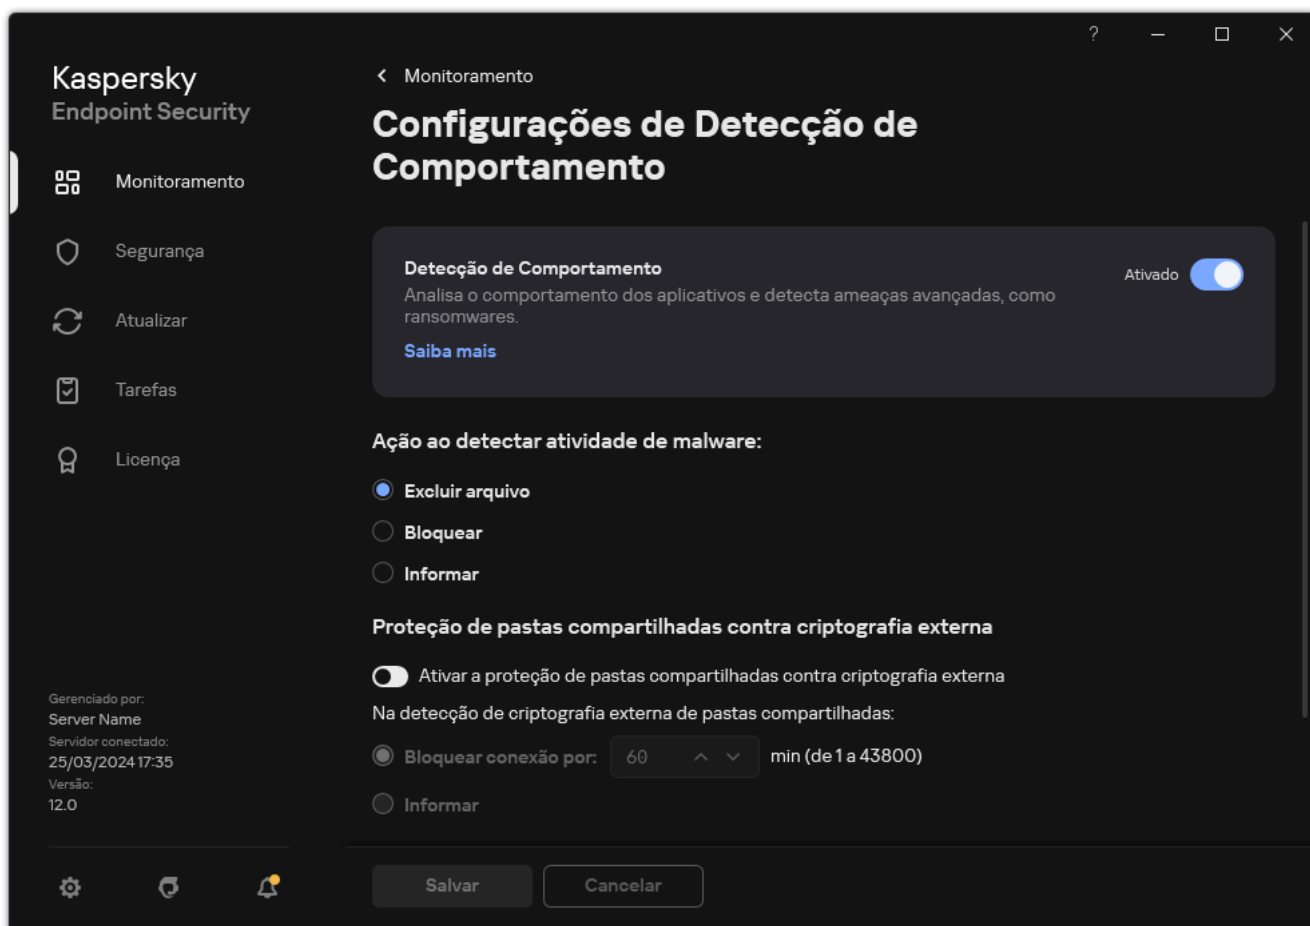 ?
Kaspersky
Endpoint Security
Monitoramento
Segurança
Atualizar
Tarefas
Licença
Gerenciado por:
Server Name
Servidor conectado:
25/03/2024 17:35
Versão:
12.0
Monitoramento
Configurações de Detecção de
Comportamento
Detecção de Comportamento
Ativado
Analisa o comportamento dos aplicativos e detecta ameaças avançadas, como
ransomwares.
Saiba mais
Ação ao detectar atividade de malware:
Excluir arquivo
Bloquear
Informar
Proteção de pastas compartilhadas contra criptografia externa
Ativar a proteção de pastas compartilhadas contra criptografia externa
Na detecção de criptografia externa de pastas compartilhadas:
Bloquear conexão por: 60 min (de 1 a 43800)
Informar
Salvar Cancelar